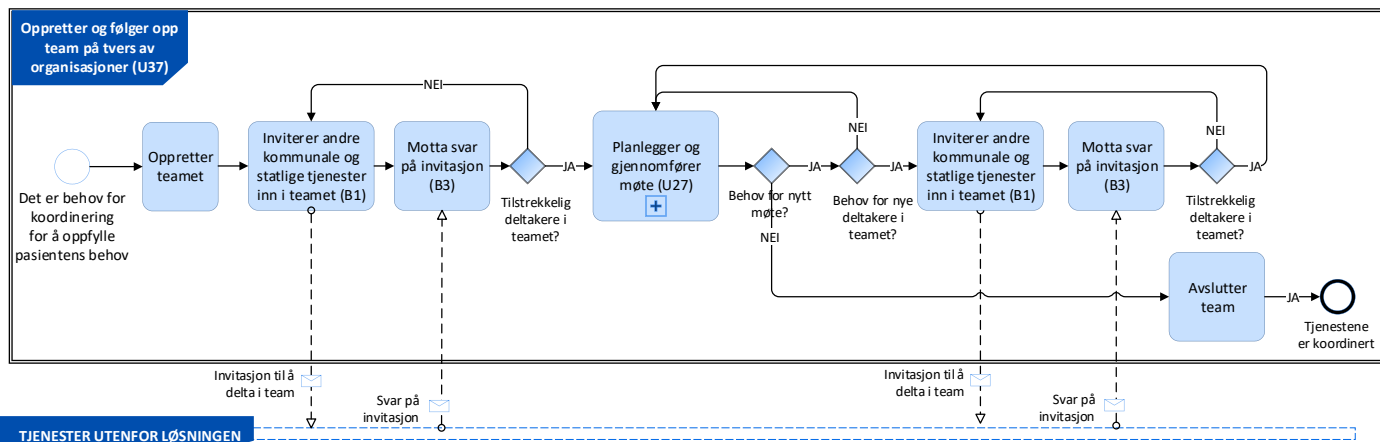 Oppretter og følger opp
team på tvers av
organisasjoner (U37)
Det er behov for
koordinering
for å oppfylle
pasientens behov
Oppretter
teamet
Inviterer andre
kommunale og
statlige tjenester
inn i teamet (B1)
Motta svar
på invitasjon
(B3)
NEI
JA
Tilstrekkelig
deltakere i
teamet?
Planlegger og
gjennomfører
møte (U27)
Behov for nytt
møte?
JA
NEI
NEI
Behov for nye
deltakere i
teamet?
JA
Inviterer andre
kommunale og
statlige tjenester
inn i teamet (B1)
Motta svar
på invitasjon
(B3)
NEI
JA
Tilstrekkelig
deltakere i
teamet?
Avslutter
team
JA
Tjenestene
er koordinert
Invitasjon til å
delta i team
Svar på
invitasjon
Invitasjon til å
delta i team
Svar på
invitasjon
TJENESTER UTENFOR LØSNINGEN